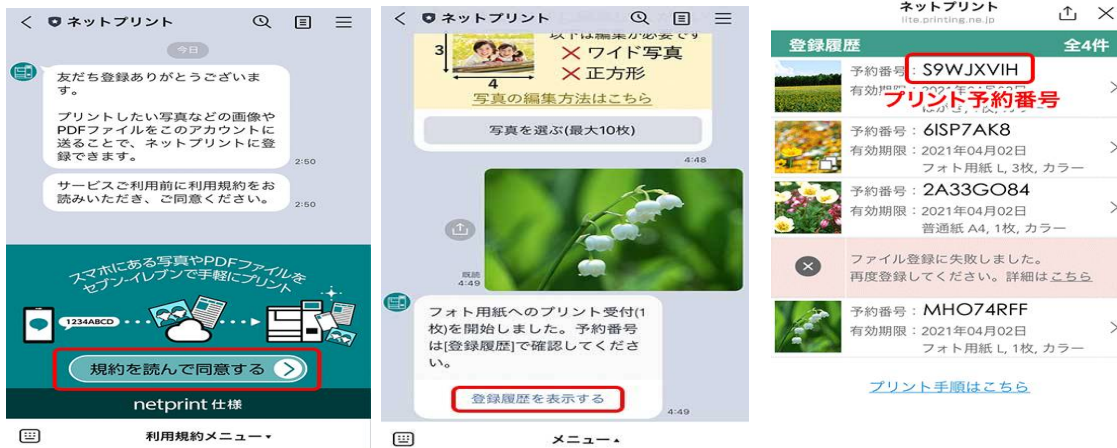 ネットプリント
今日
友だち登録ありがとうございま
す。
プリントしたい写真などの画像や
PDFファイルをこのアカウントに
送ることで、ネットプリントに登
録できます。
2:50
サービスご利用前に利用規約をお
読みいただき、ご同意ください。
2:50
スマホにある写真やPDFファイルを
セブン-イレブンで手軽にプリント
1234ABCD
規約を読んで同意する
netprint 仕様
利用規約メニュー▼
ネットプリント
以下は編集が必要です
3
ワイド写真
正方形
4
写真の編集方法はこちら
写真を選ぶ(最大10枚)
4:48
既読
4:49
フォト用紙へのプリント受付(1
枚)を開始しました。予約番号
は[登録履歴]で確認してくださ
い。
登録履歴を表示する
4:49
メニュー▲
ネットプリント
lite.printing.ne.jp
登録履歴 全4件
予約番号：S9WJXVIH
有効期限：
プリント予約番号
予約番号：6ISP7AK8
有効期限：2021年04月02日
フォト用紙 L, 3枚, カラー
予約番号：2A33GO84
有効期限：2021年04月02日
普通紙 A4, 1枚, カラー
ファイル登録に失敗しました。
再度登録してください。詳細はこちら
予約番号：MHO74RFF
有効期限：2021年04月02日
フォト用紙 L, 1枚, カラー
プリント手順はこちら